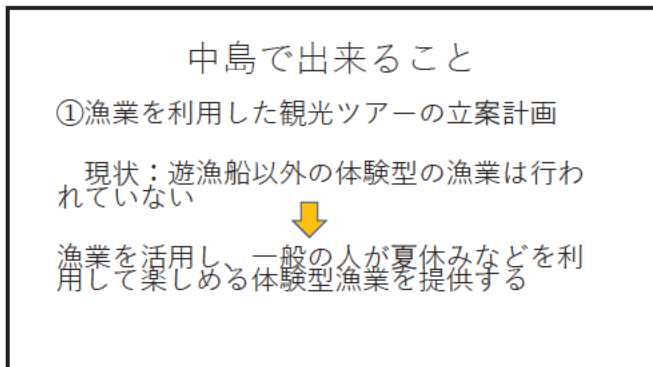 中島で出来ること
①漁業を利用した観光ツアーの立案計画
現状：遊漁船以外の体験型の漁業は行わ
れていない
漁業を活用し、一般の人が夏休みなどを利
用して楽しめる体験型漁業を提供する